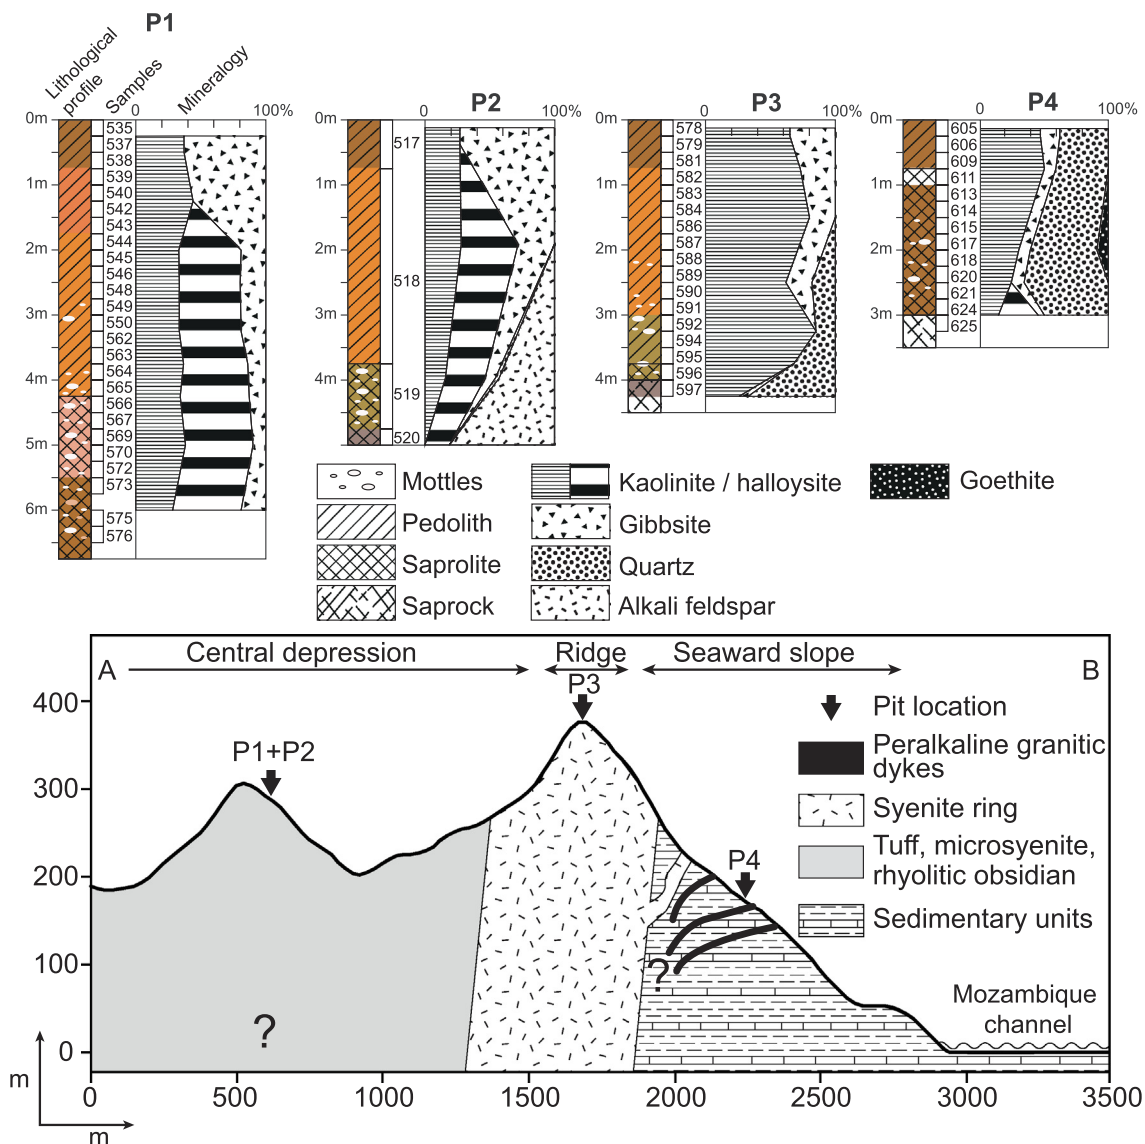 P1
Lithological
profile
Samples
Mineralogy
0
100%
0m
1m
2m
3m
4m
5m
6m
535
537
538
539
540
542
543
544
545
546
548
549
550
562
563
564
565
566
567
569
570
572
573
575
576
P2
0
100%
0m
1m
2m
3m
4m
517
518
519
520
P3
0
100%
0m
1m
2m
3m
4m
578
579
581
582
583
584
586
587
588
589
590
591
592
594
595
596
597
P4
0
100%
0m
1m
2m
3m
605
606
609
611
613
614
615
617
618
620
621
624
625
Mottles
Pedolith
Saprolite
Saprock
Kaolinite / halloysite
Gibbsite
Quartz
Alkali feldspar
Goethite
A
Central depression
Ridge
Seaward slope
B
P1+P2
P3
P4
Pit location
Peralkaline granitic
dykes
Syenite ring
Tuff, microsyenite,
rhyolitic obsidian
Sedimentary units
Mozambique
channel
?
?
400
300
200
100
0
m
0
500
1000
1500
2000
2500
3000
3500
m